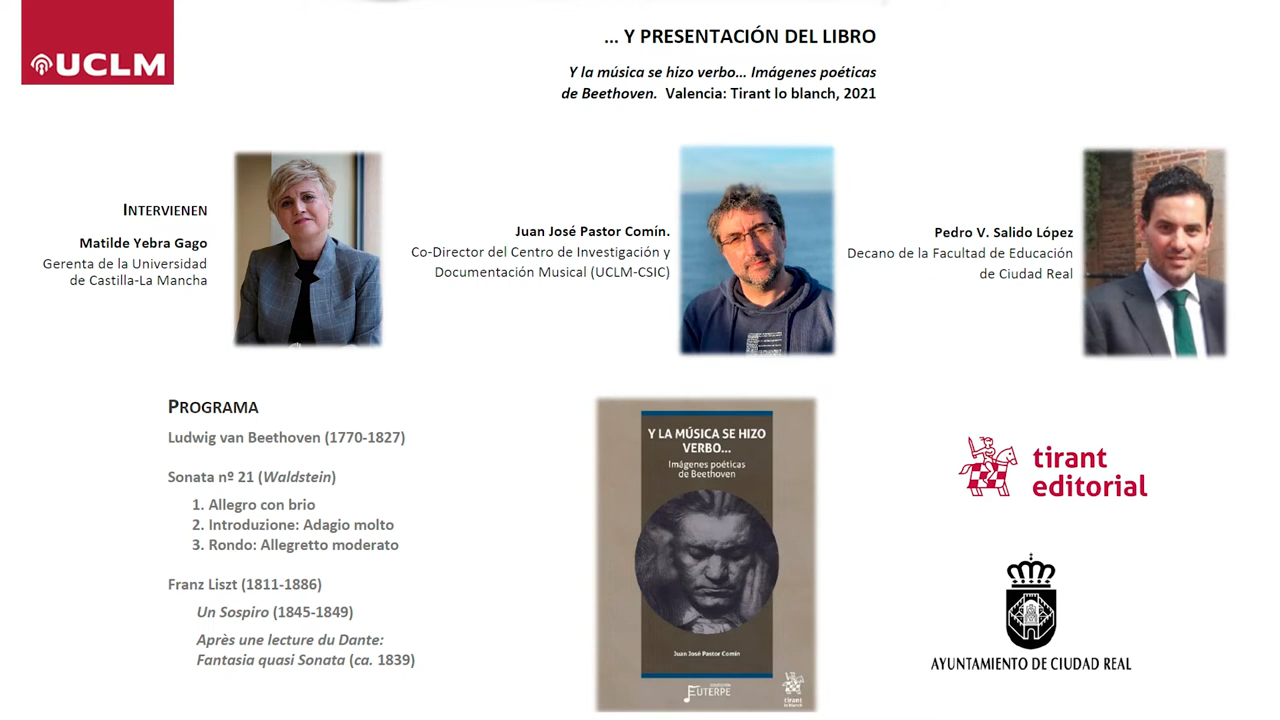 UCLM
... Y PRESENTACIÓN DEL LIBRO
Y la música se hizo verbo... Imágenes poéticas
de Beethoven. Valencia: Tirant lo blanch, 2021
INTERVIENEN
Matilde Yebra Gago
Gerenta de la Universidad
de Castilla-La Mancha
Juan José Pastor Comín.
Co-Director del Centro de Investigación y
Documentación Musical (UCLM-CSIC)
Pedro V. Salido López
Decano de la Facultad de Educación
de Ciudad Real
PROGRAMA
Ludwig van Beethoven (1770-1827)
Sonata nº 21 (Waldstein)
1. Allegro con brio
2. Introduzione: Adagio molto
3. Rondo: Allegretto moderato
Franz Liszt (1811-1886)
Un Sospiro (1845-1849)
Après une lecture du Dante:
Fantasia quasi Sonata (ca. 1839)
Y LA MÚSICA SE HIZO
VERBO...
Imágenes poéticas
de Beethoven
Juan José Pastor Comín
COLECCIÓN
EUTERPE
tirant
lo blanch
tirant
editorial
AYUNTAMIENTO DE CIUDAD REAL